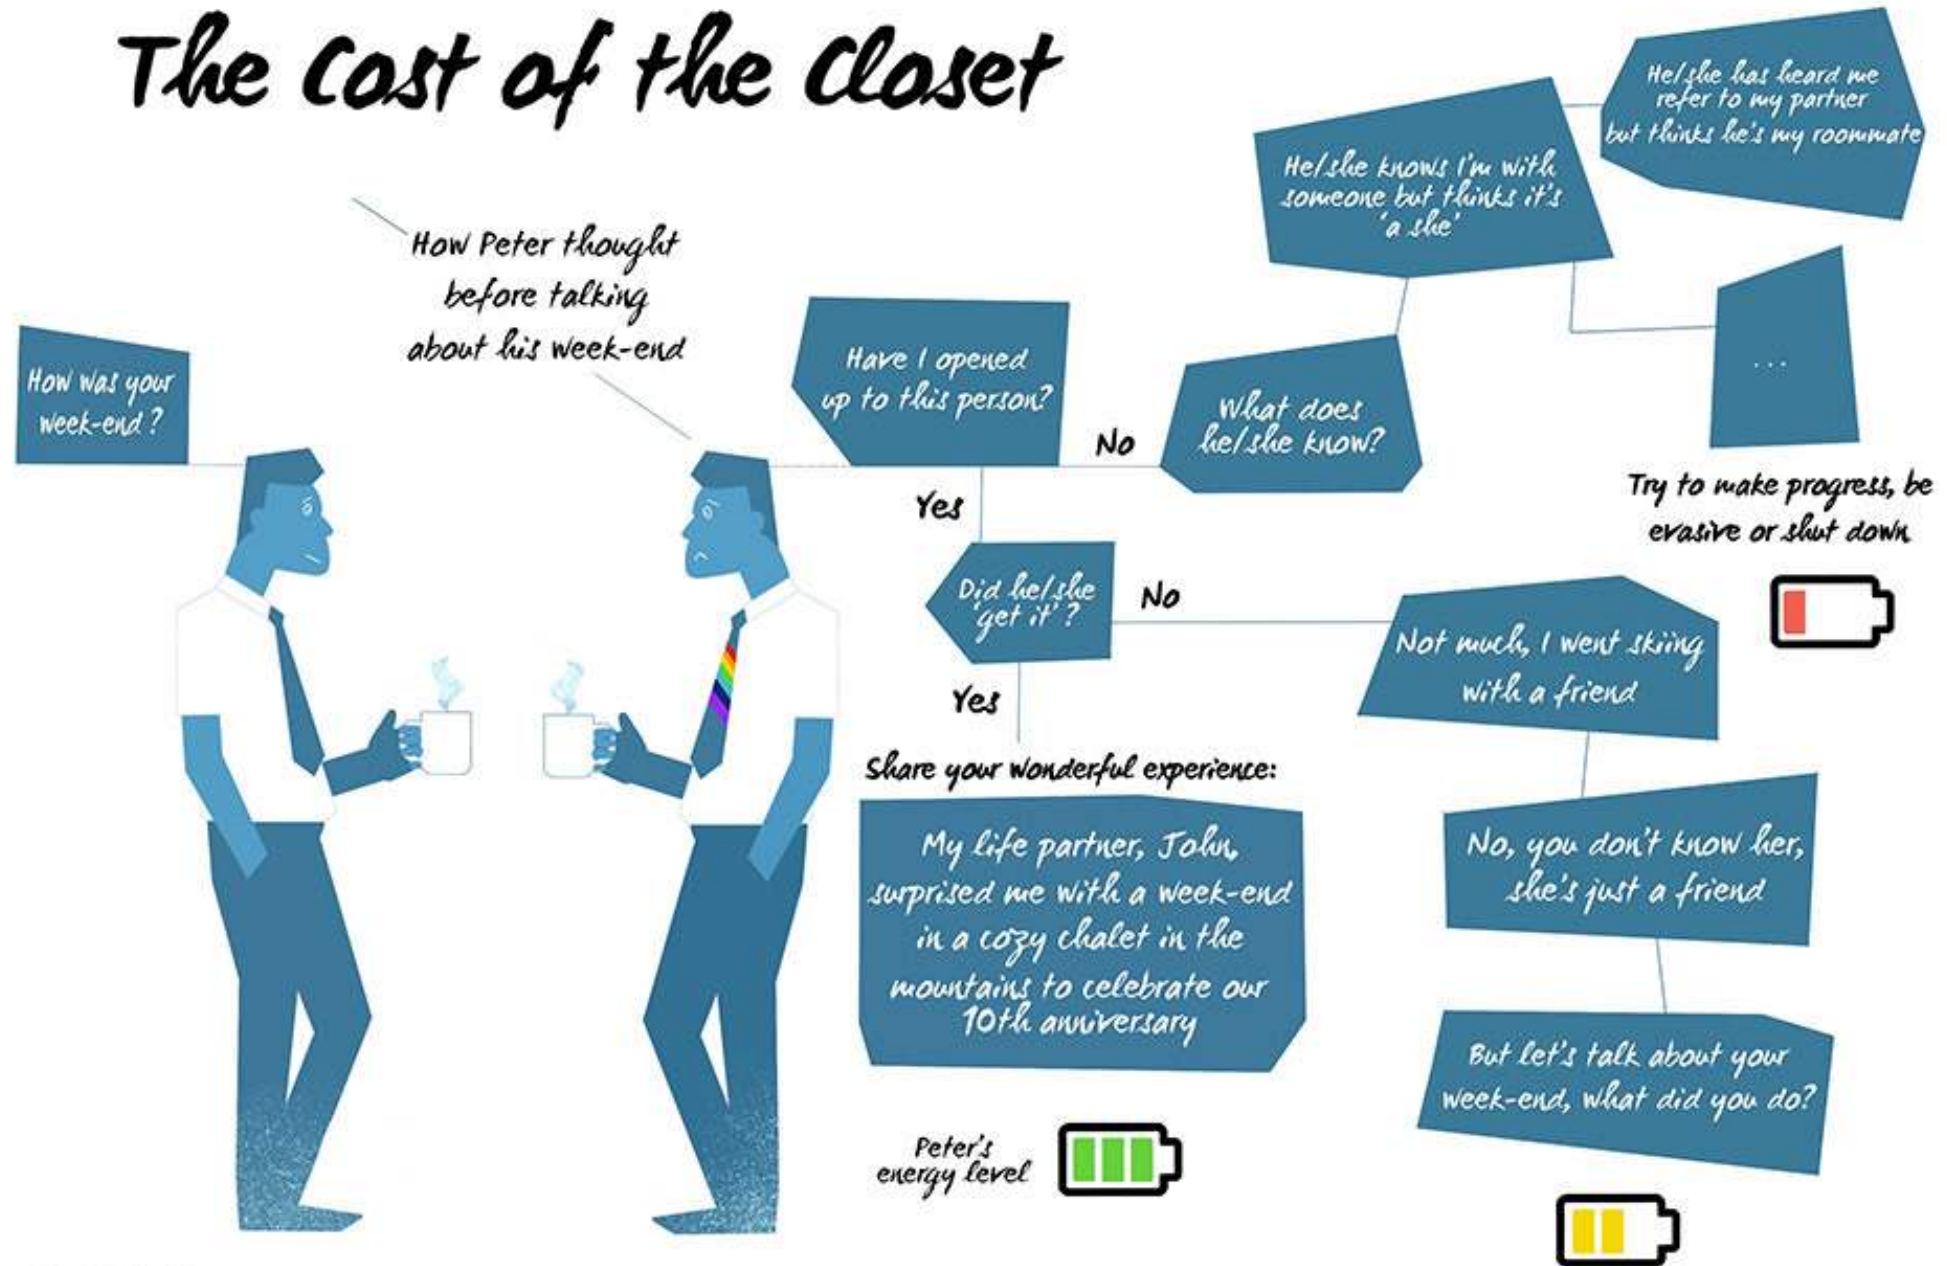 The Cost of the Closet
How Peter thought
before talking
about his week-end
How was your
week-end?
Have I opened
up to this person?
No
What does
he/she know?
He/she knows I'm with
someone but thinks it's
'a she'
He/she has heard me
refer to my partner
but thinks he's my roommate
...
Try to make progress, be
evasive or shut down
Yes
Did he/she
'get it'?
No
Not much, I went skiing
with a friend
No, you don't know her,
she's just a friend
But let's talk about your
week-end, what did you do?
Yes
Share your wonderful experience:
My life partner, John,
surprised me with a week-end
in a cozy chalet in the
mountains to celebrate our
10th anniversary
Peter's
energy level